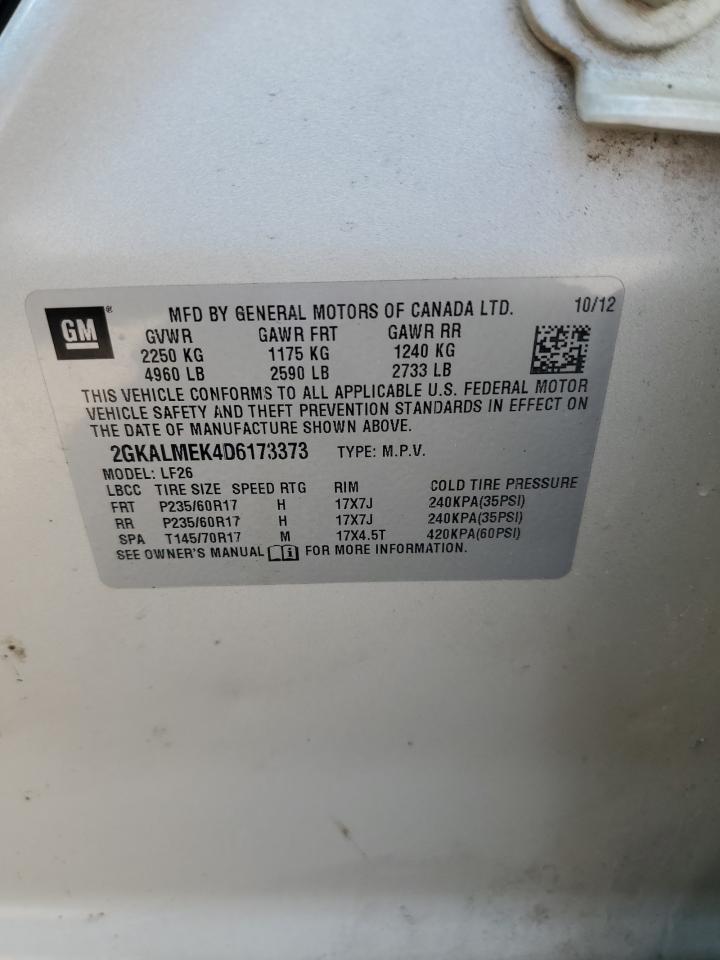 GM ®
MFD BY GENERAL MOTORS OF CANADA LTD. 10/12
GVWR GAWR FRT GAWR RR
2250 KG 1175 KG 1240 KG
4960 LB 2590 LB 2733 LB
THIS VEHICLE CONFORMS TO ALL APPLICABLE U.S. FEDERAL MOTOR
VEHICLE SAFETY AND THEFT PREVENTION STANDARDS IN EFFECT ON
THE DATE OF MANUFACTURE SHOWN ABOVE.
2GKALMEK4D6173373 TYPE: M.P.V.
MODEL: LF26
LBCC TIRE SIZE SPEED RTG RIM COLD TIRE PRESSURE
FRT P235/60R17 H 17X7J 240KPA(35PSI)
RR P235/60R17 H 17X7J 240KPA(35PSI)
SPA T145/70R17 M 17X4.5T 420KPA(60PSI)
SEE OWNER'S MANUAL i FOR MORE INFORMATION.